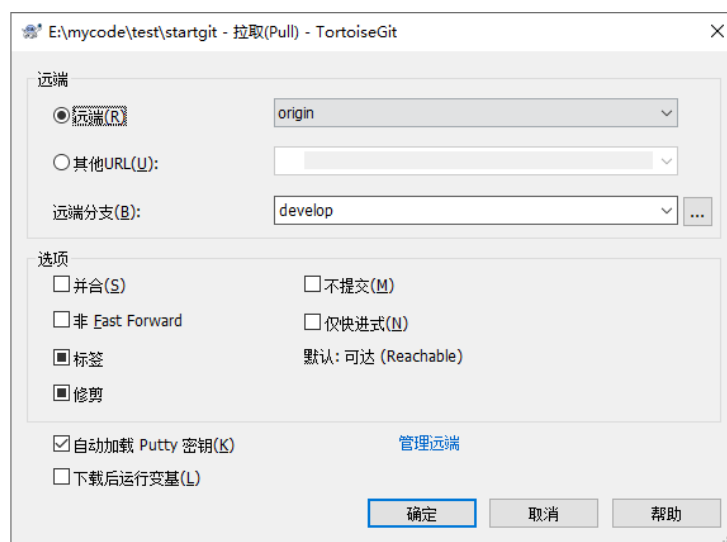 E:\mycode\test\startgit - 拉取(Pull) - TortoiseGit
远端
远端(R)
origin
其他URL(U):
远端分支(B):
develop
...
选项
并合(S)
不提交(M)
非 Fast Forward
仅快进式(N)
标签
默认: 可达 (Reachable)
修剪
自动加载 Putty 密钥(K)
管理远端
下载后运行变基(L)
确定
取消
帮助